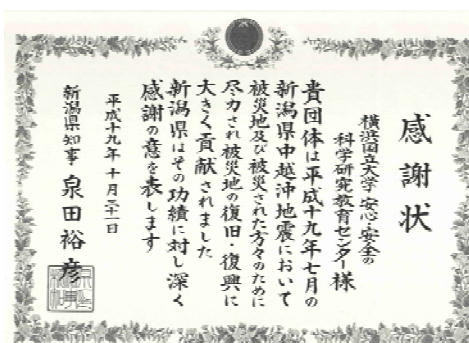 感謝状
横浜国立大学 安心・安全の
科学研究教育センター様
貴団体は平成十九年七月の
新潟県中越沖地震において
被災地及び被災された方々のために
尽力され被災地の復旧・復興に
大きく貢献されました
新潟県はその功績に対し深く
感謝の意を表します
平成十九年十月三十一日
新潟県知事 泉田裕彦